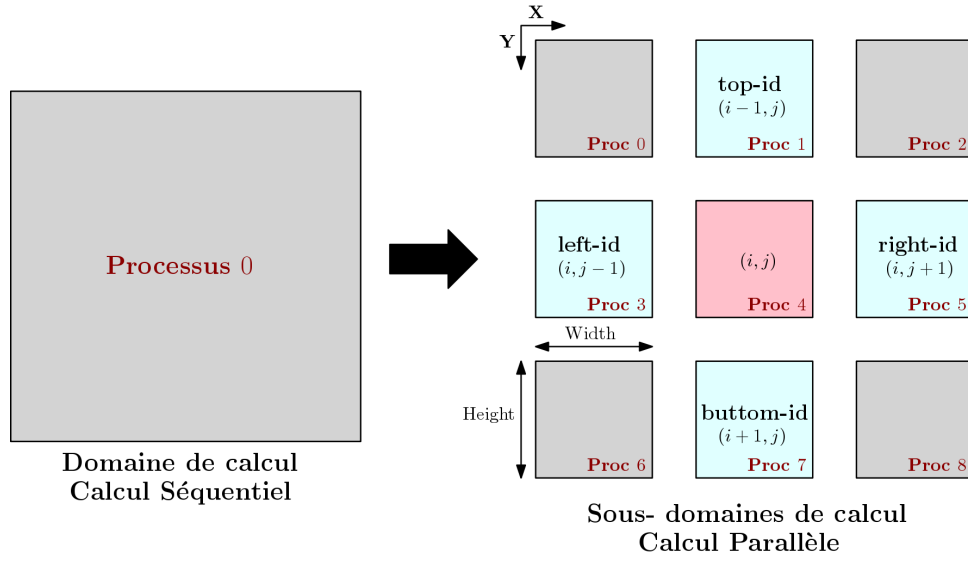 X
Y
top-id
(i − 1, j)
Proc 0
Proc 1
Proc 2
Processus 0
left-id
(i, j − 1)
Proc 3
(i, j)
Proc 4
right-id
(i, j + 1)
Proc 5
Width
Height
buttom-id
(i + 1, j)
Proc 6
Proc 7
Proc 8
Domaine de calcul
Calcul Séquentiel
Sous- domaines de calcul
Calcul Parallèle